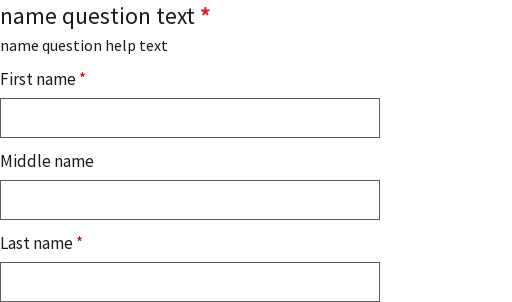 name question text *
name question help text
First name *
Middle name
Last name *